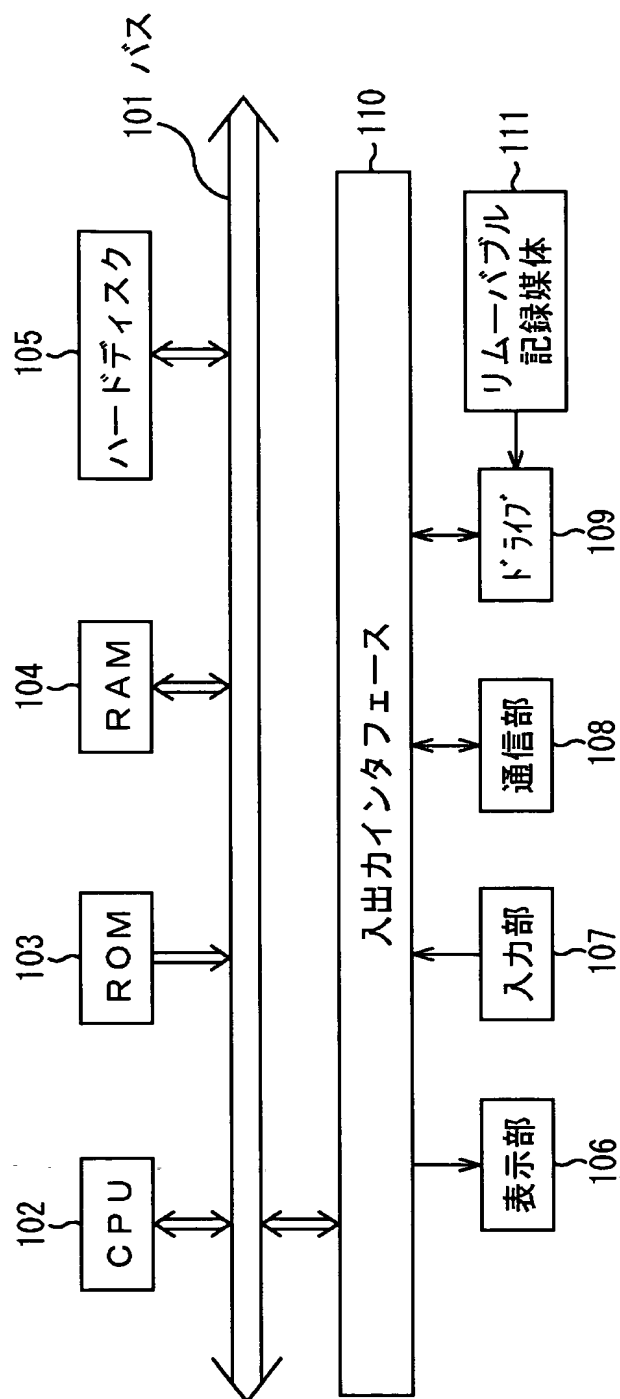 102
103
104
105
CPU
ROM
RAM
ハードディスク
101 バス
110
入出力インタフェース
表示部
入力部
通信部
ドライブ
リムーバブル
記録媒体
111
106
107
108
109